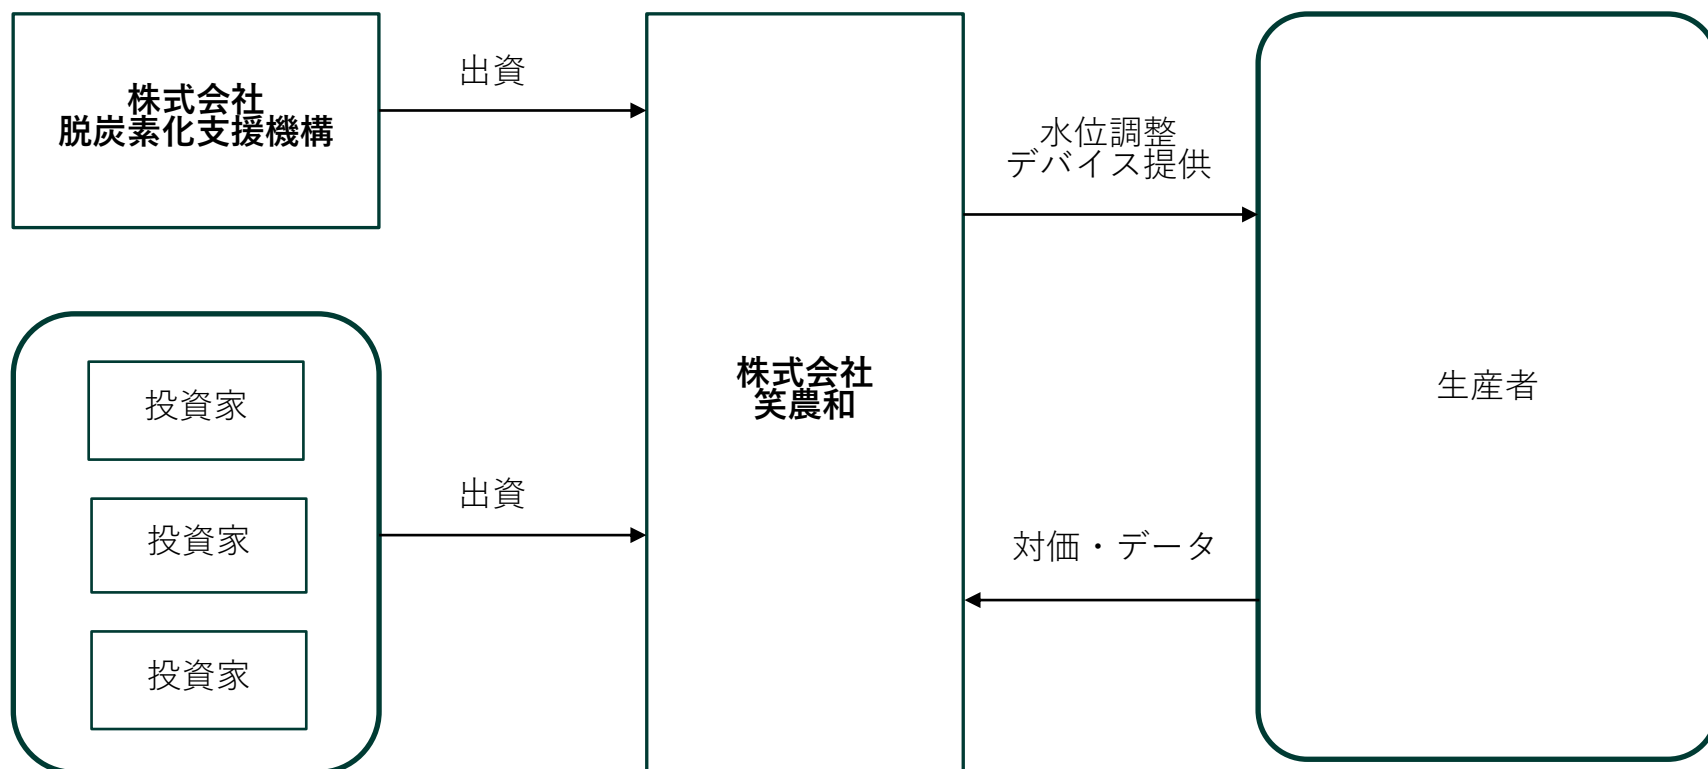 株式会社
脱炭素化支援機構
出資
投資家
投資家
投資家
出資
株式会社
笑農和
水位調整
デバイス提供
対価・データ
生産者